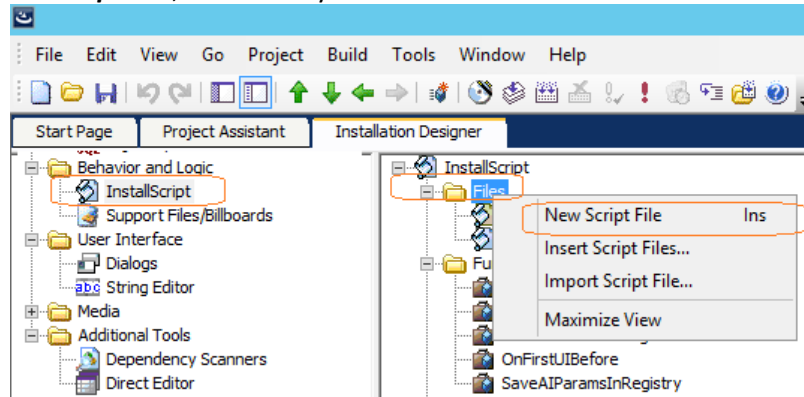 File Edit View Go Project Build Tools Window Help
Start Page Project Assistant Installation Designer
Behavior and Logic
InstallScript
Support Files/Billboards
User Interface
Dialogs
abc String Editor
Media
Additional Tools
Dependency Scanners
Direct Editor
InstallScript
Files
Fu
OnFirstUIBefore
SaveAIParamsInRegistry
New Script File Ins
Insert Script Files...
Import Script File...
Maximize View